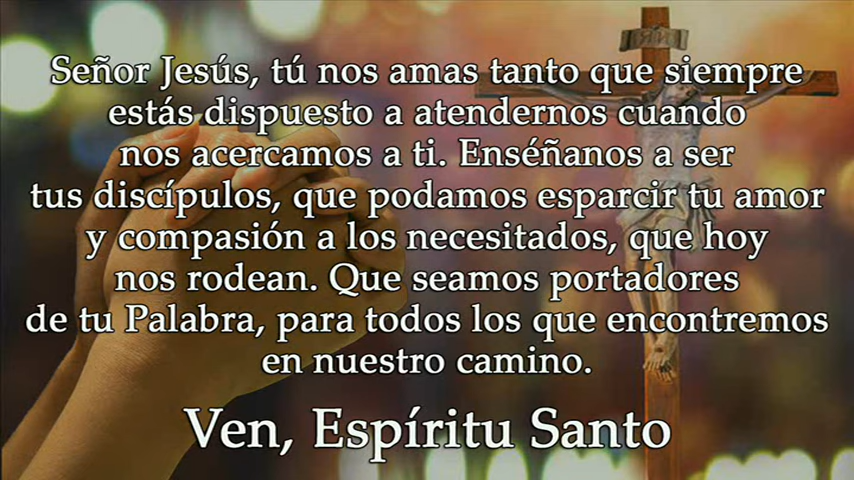 Señor Jesús, tú nos amas tanto que siempre
estás dispuesto a atendernos cuando
nos acercamos a ti. Enséñanos a ser
tus discípulos, que podamos esparcir tu amor
y compasión a los necesitados, que hoy
nos rodean. Que seamos portadores
de tu Palabra, para todos los que encontremos
en nuestro camino.
Ven, Espíritu Santo